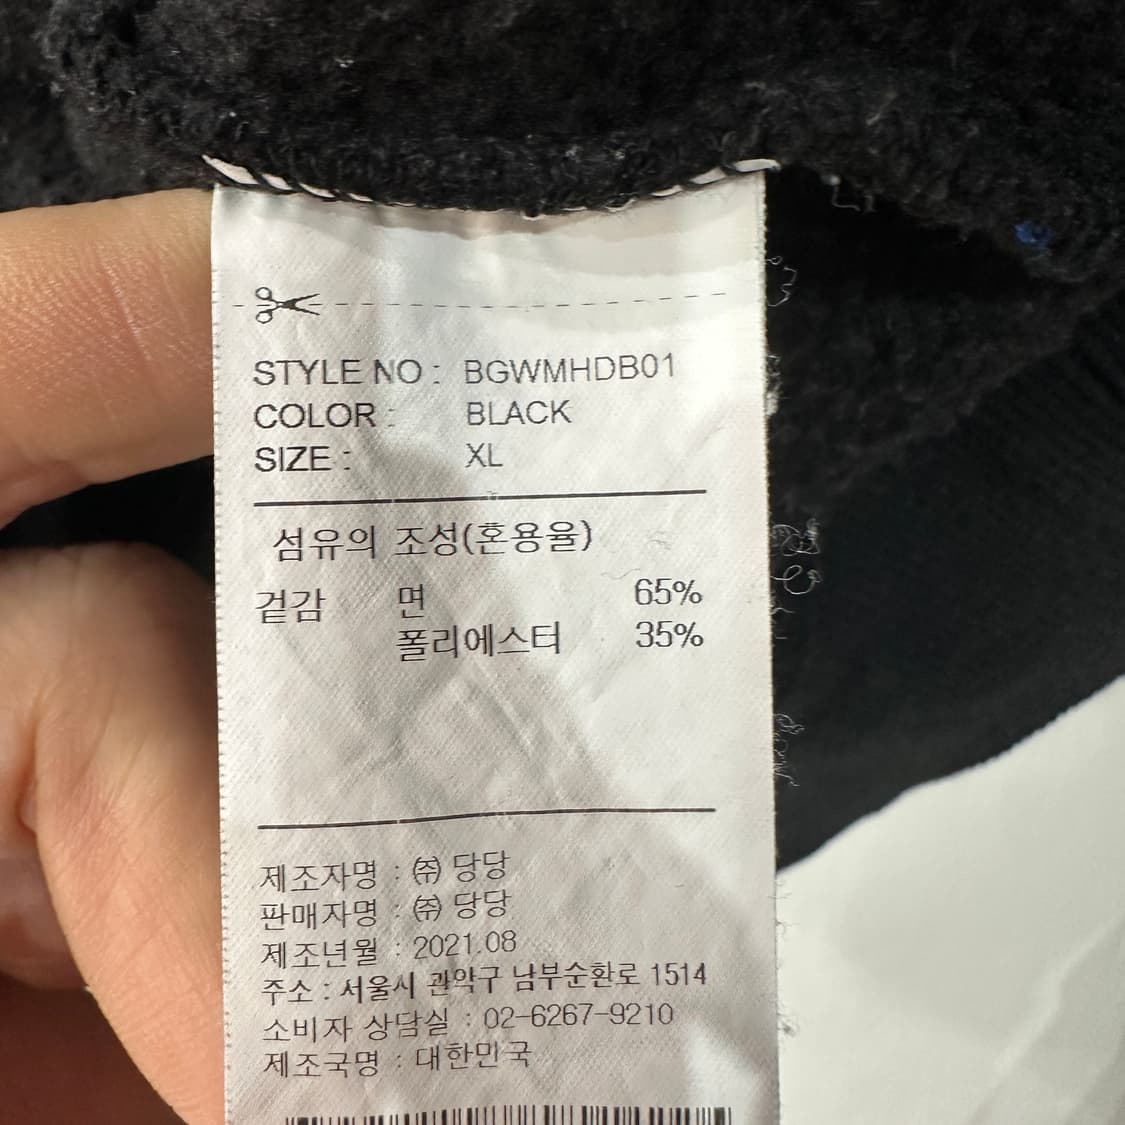 STYLE NO : BGWMHDB01
COLOR : BLACK
SIZE : XL
섬유의 조성(혼용율)
겉감 면 65%
폴리에스터 35%
제조자명 : ㈜ 당당
판매자명 : ㈜ 당당
제조년월 : 2021.08
주소 : 서울시 관악구 남부순환로 1514
소비자 상담실 : 02-6267-9210
제조국명 : 대한민국